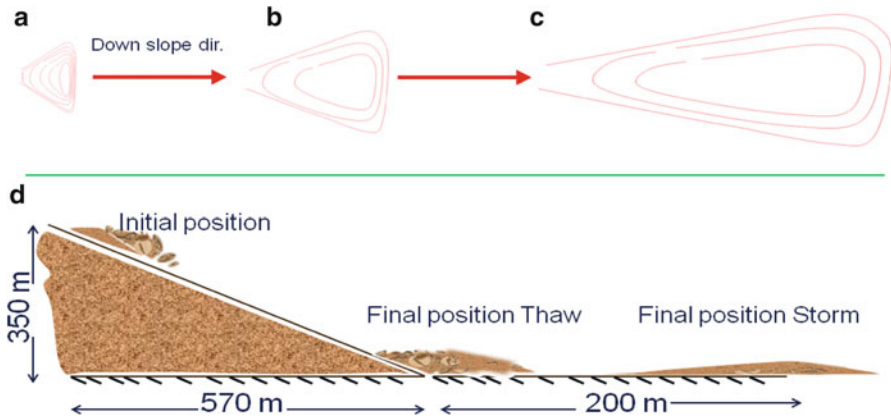 a
b
c
Down slope dir.
d
Initial position
350 m
Final position Thaw
Final position Storm
570 m
200 m